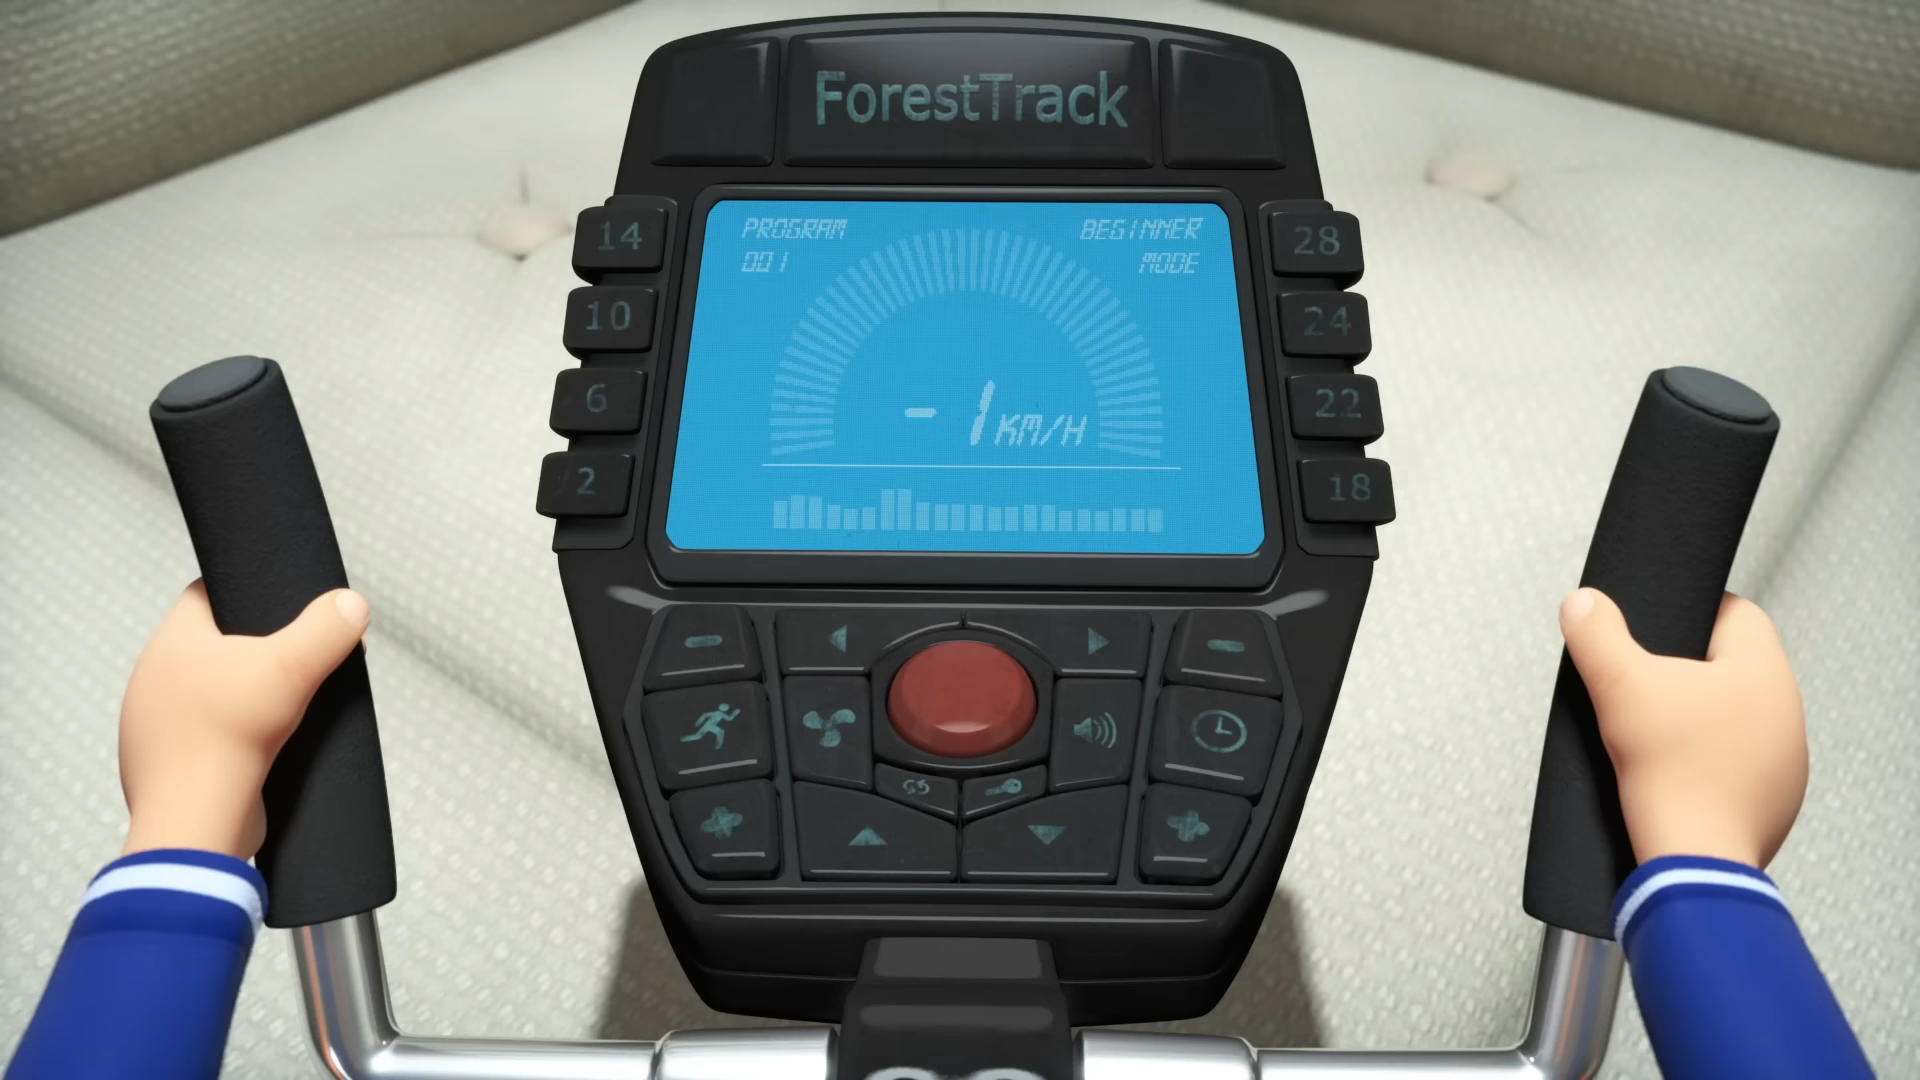 ForestTrack
PROGRAM
001
BEGINNER
MODE
14
10
6
2
28
24
22
18
-1 KM/H